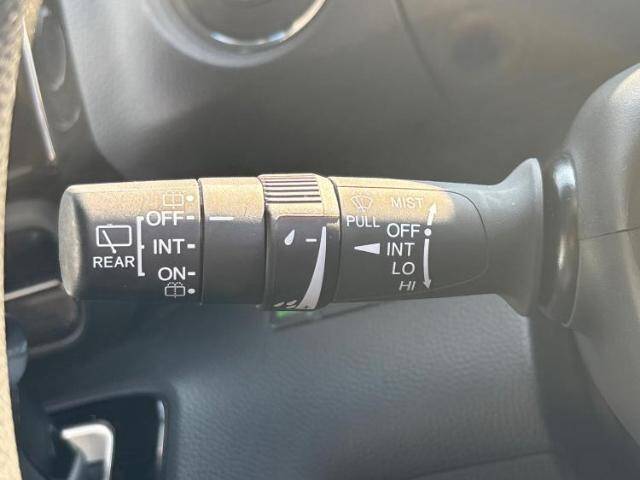 OFF
INT
ON
REAR
PULL
MIST
OFF
INT
LO
HI